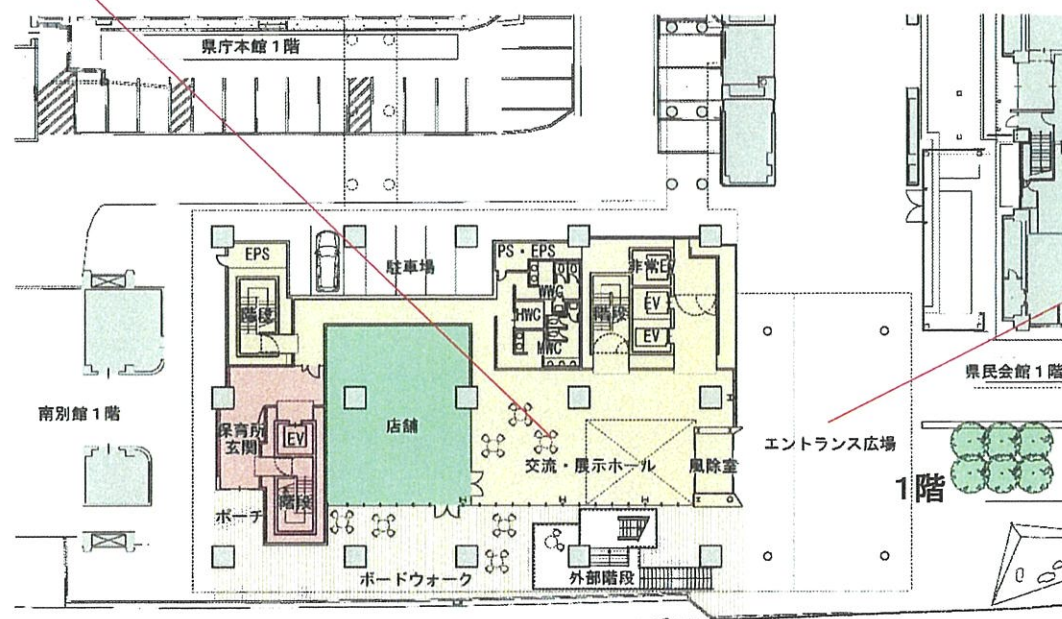 県庁本館1階
EPS
駐車場
PS・EPS
非常E
階段
WWC
HWC
MWC
階段
EV
EV
県民会館1階
南別館1階
保育所
玄関
EV
店舗
交流・展示ホール
風除室
エントランス広場
1階
階段
ポーチ
ボードウォーク
外部階段